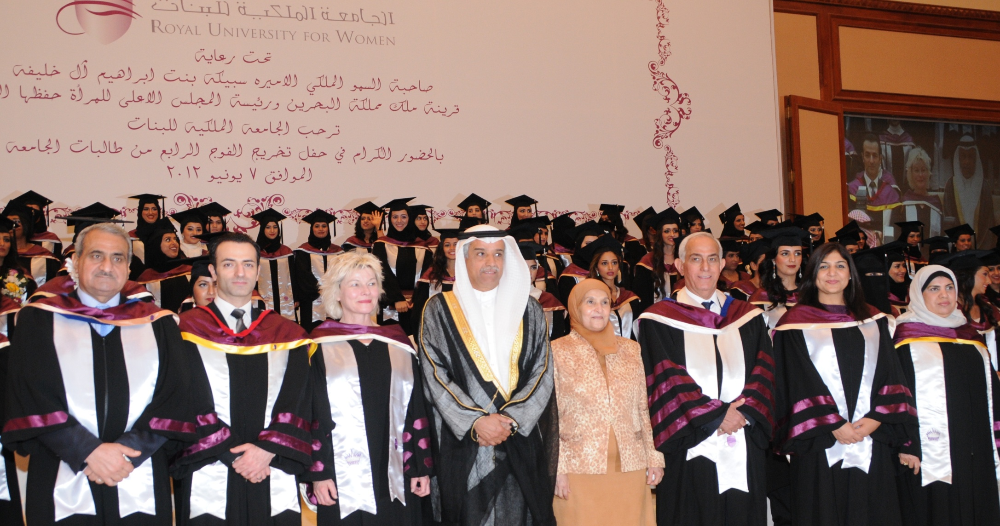 الجامعة الملكية للبنات
ROYAL UNIVERSITY FOR WOMEN
تحت رعاية
صاحبة السمو الملكي الاميره سبيكة بنت ابراهيم آل خليفة
قرينة ملك مملكة البحرين ورئيسة المجلس الاعلى للمرأة حفظها
ترحب الجامعة الملكية للبنات
بالحضور الكرام في حفل تخريج الفوج الرابع من طالبات الجامعة
الموافق ٧ يونيو ٢٠١٢